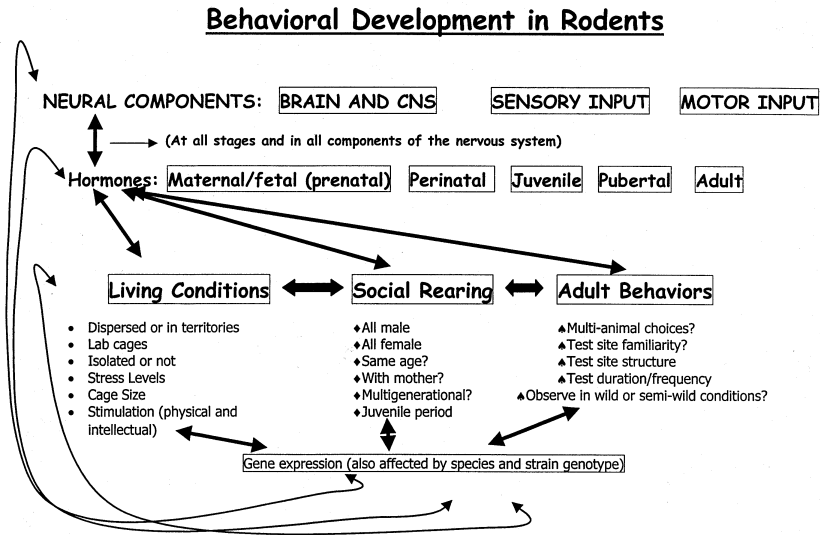 Behavioral Development in Rodents
NEURAL COMPONENTS: BRAIN AND CNS SENSORY INPUT MOTOR INPUT
(At all stages and in all components of the nervous system)
Hormones: Maternal/fetal (prenatal) Perinatal Juvenile Pubertal Adult
Living Conditions Social Rearing Adult Behaviors
• Dispersed or in territories
• Lab cages
• Isolated or not
• Stress Levels
• Cage Size
• Stimulation (physical and
intellectual)
♦All male
♦All female
♦Same age?
♦With mother?
♦Multigenerational?
♦Juvenile period
♠Multi-animal choices?
♠Test site familiarity?
♠Test site structure
♠Test duration/frequency
♠Observe in wild or semi-wild conditions?
Gene expression (also affected by species and strain genotype)